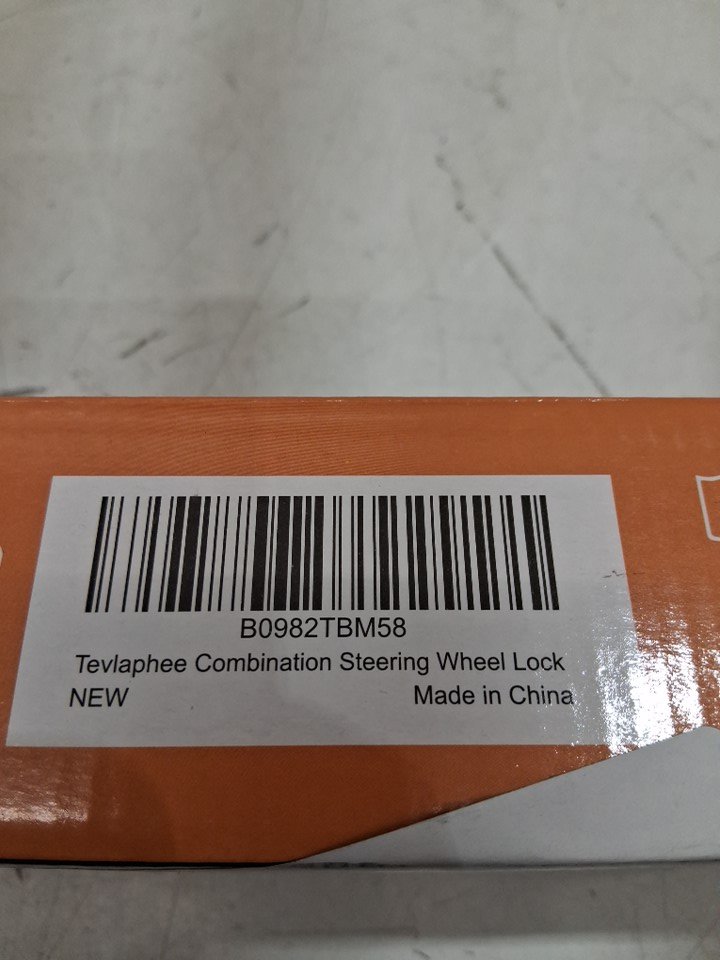 B0982TBM58
Tevlaphee Combination Steering Wheel Lock
NEW Made in China